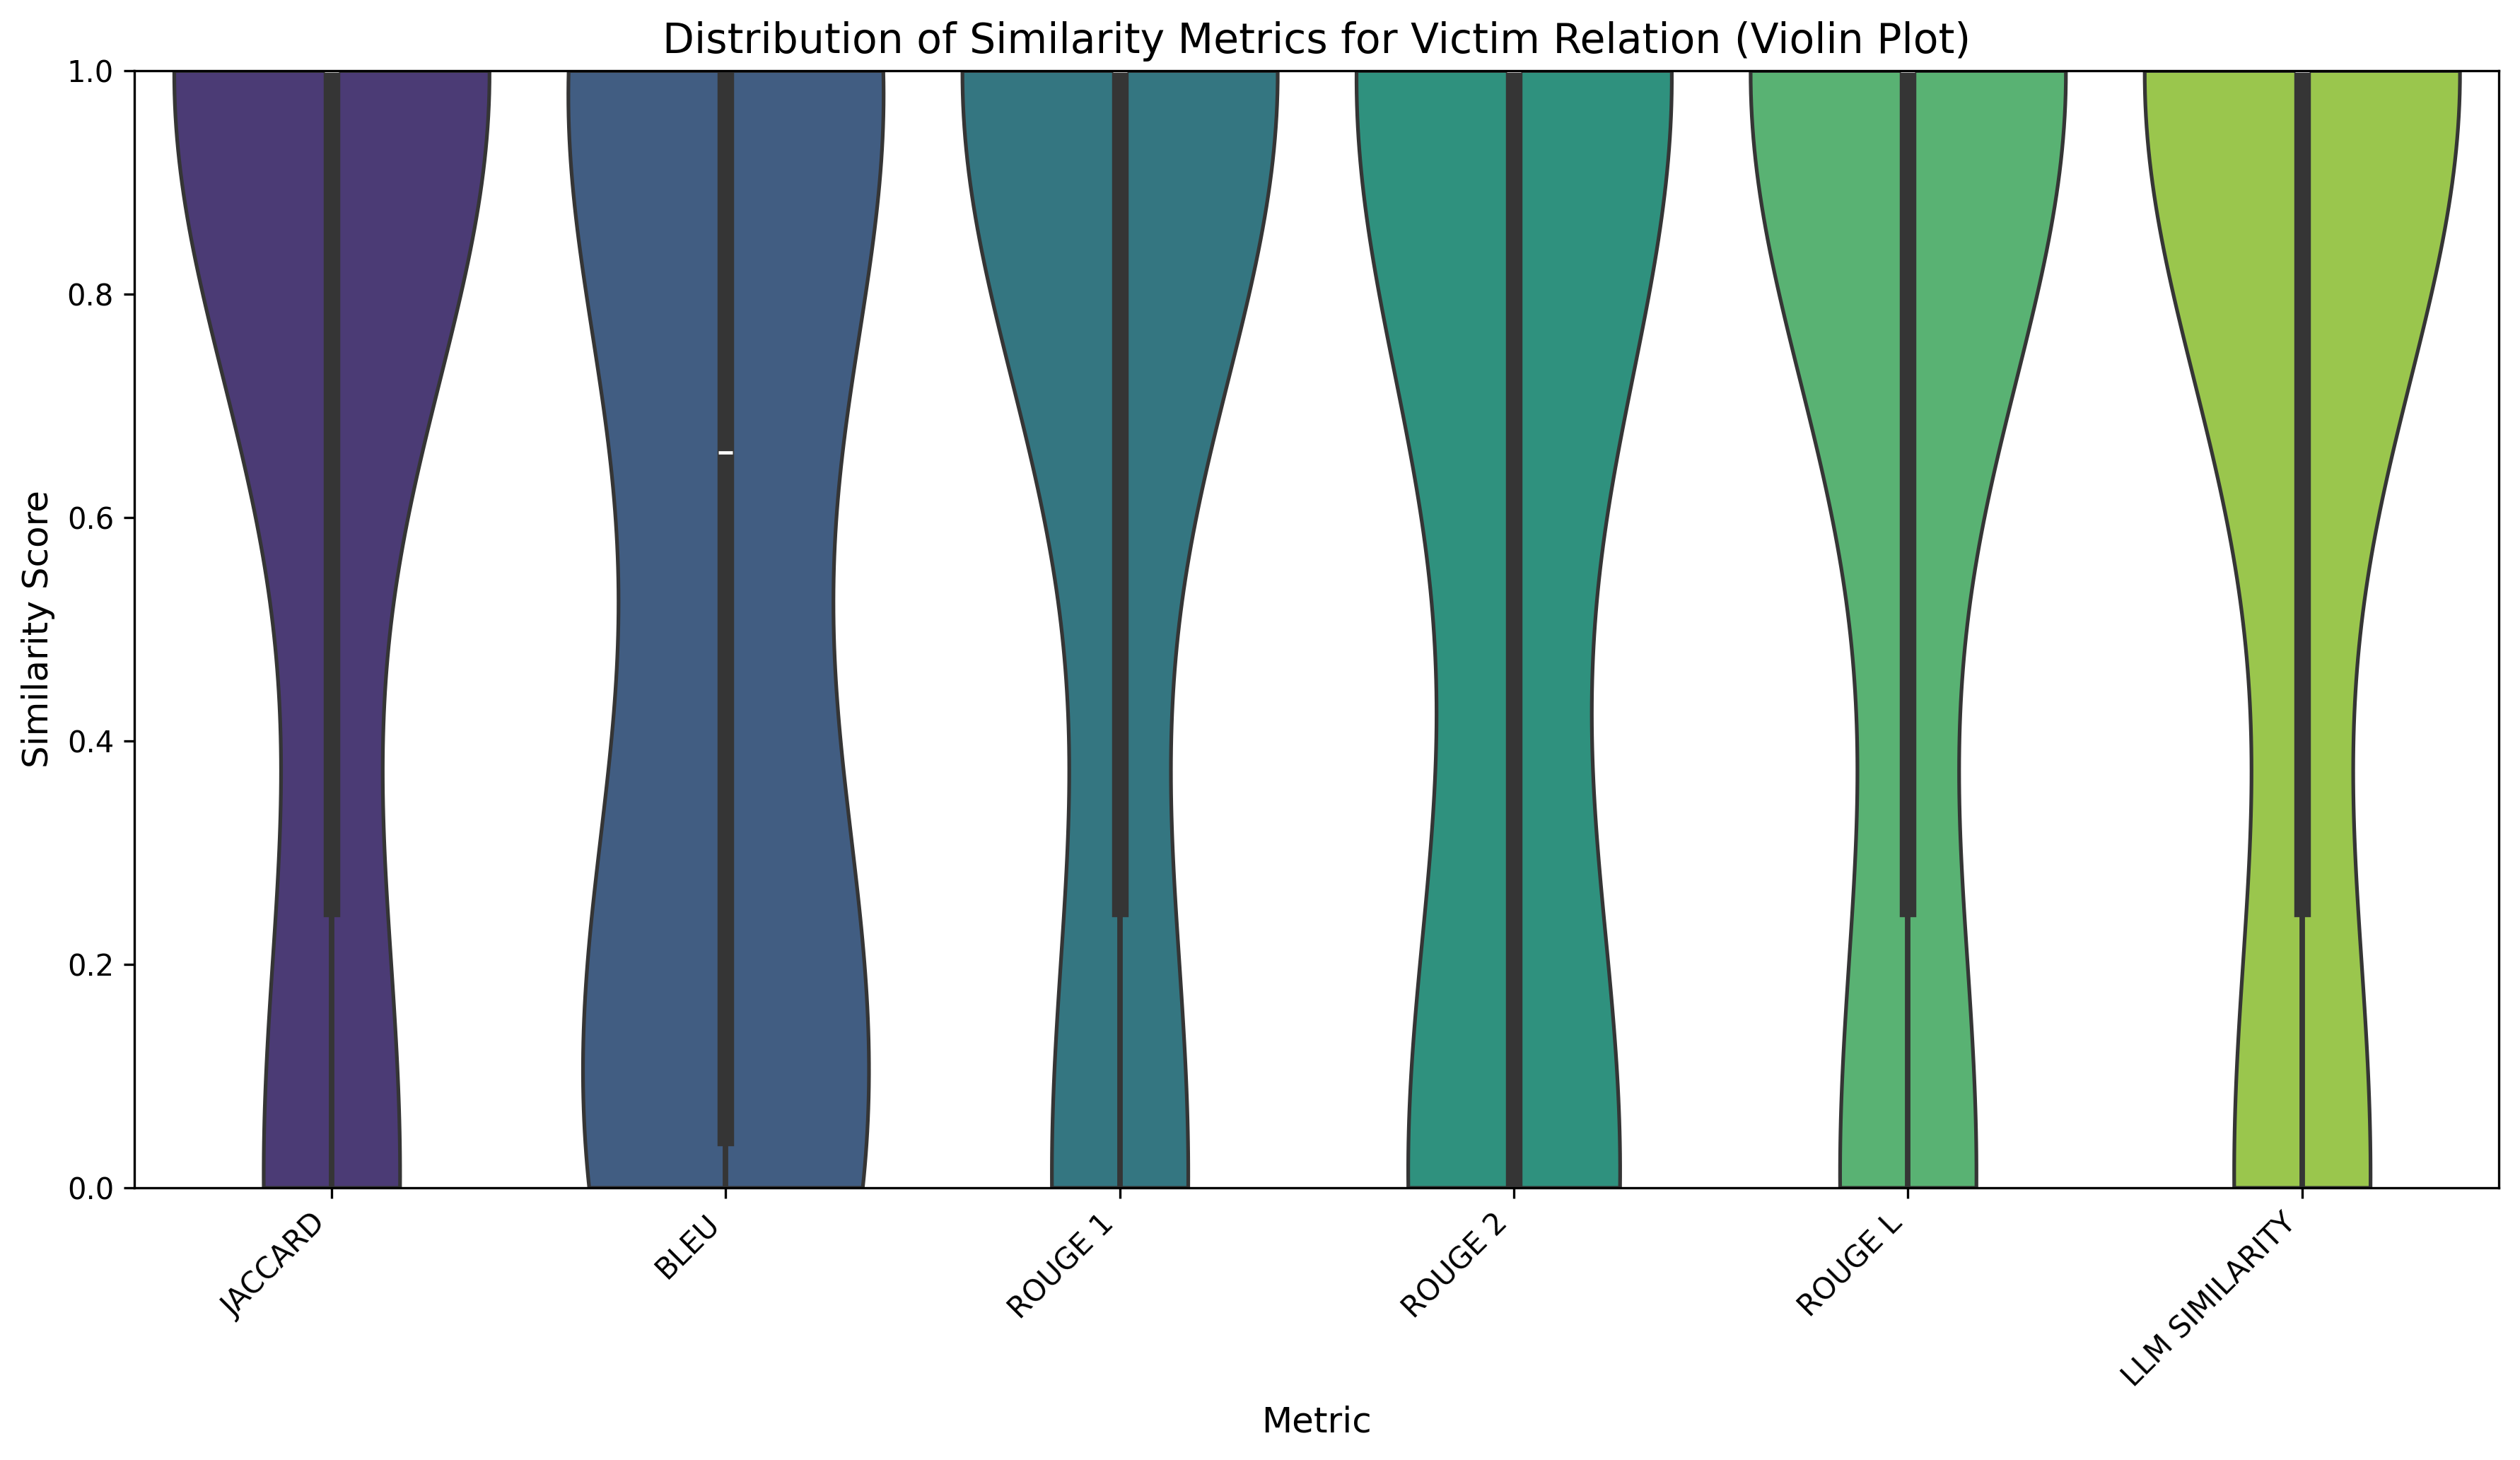 Distribution of Similarity Metrics for Victim Relation (Violin Plot)
1.0
0.8
0.6
0.4
0.2
0.0
Similarity Score
JACCARD
BLEU
ROUGE 1
ROUGE 2
ROUGE L
LLM SIMILARITY
Metric